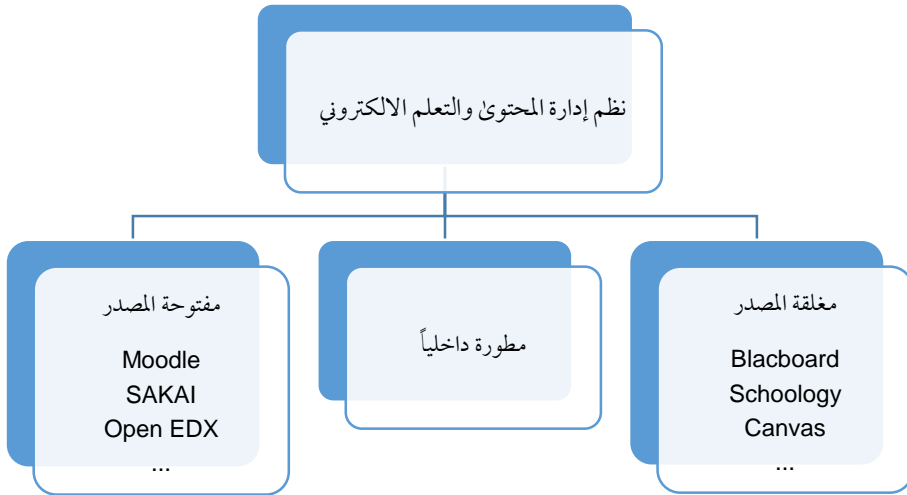 نظم إدارة المحتوىٰ والتعلم الالكتروني
مغلقة المصدر
Blacboard
Schoology
Canvas
...
مطورة داخلياً
مفتوحة المصدر
Moodle
SAKAI
Open EDX
...